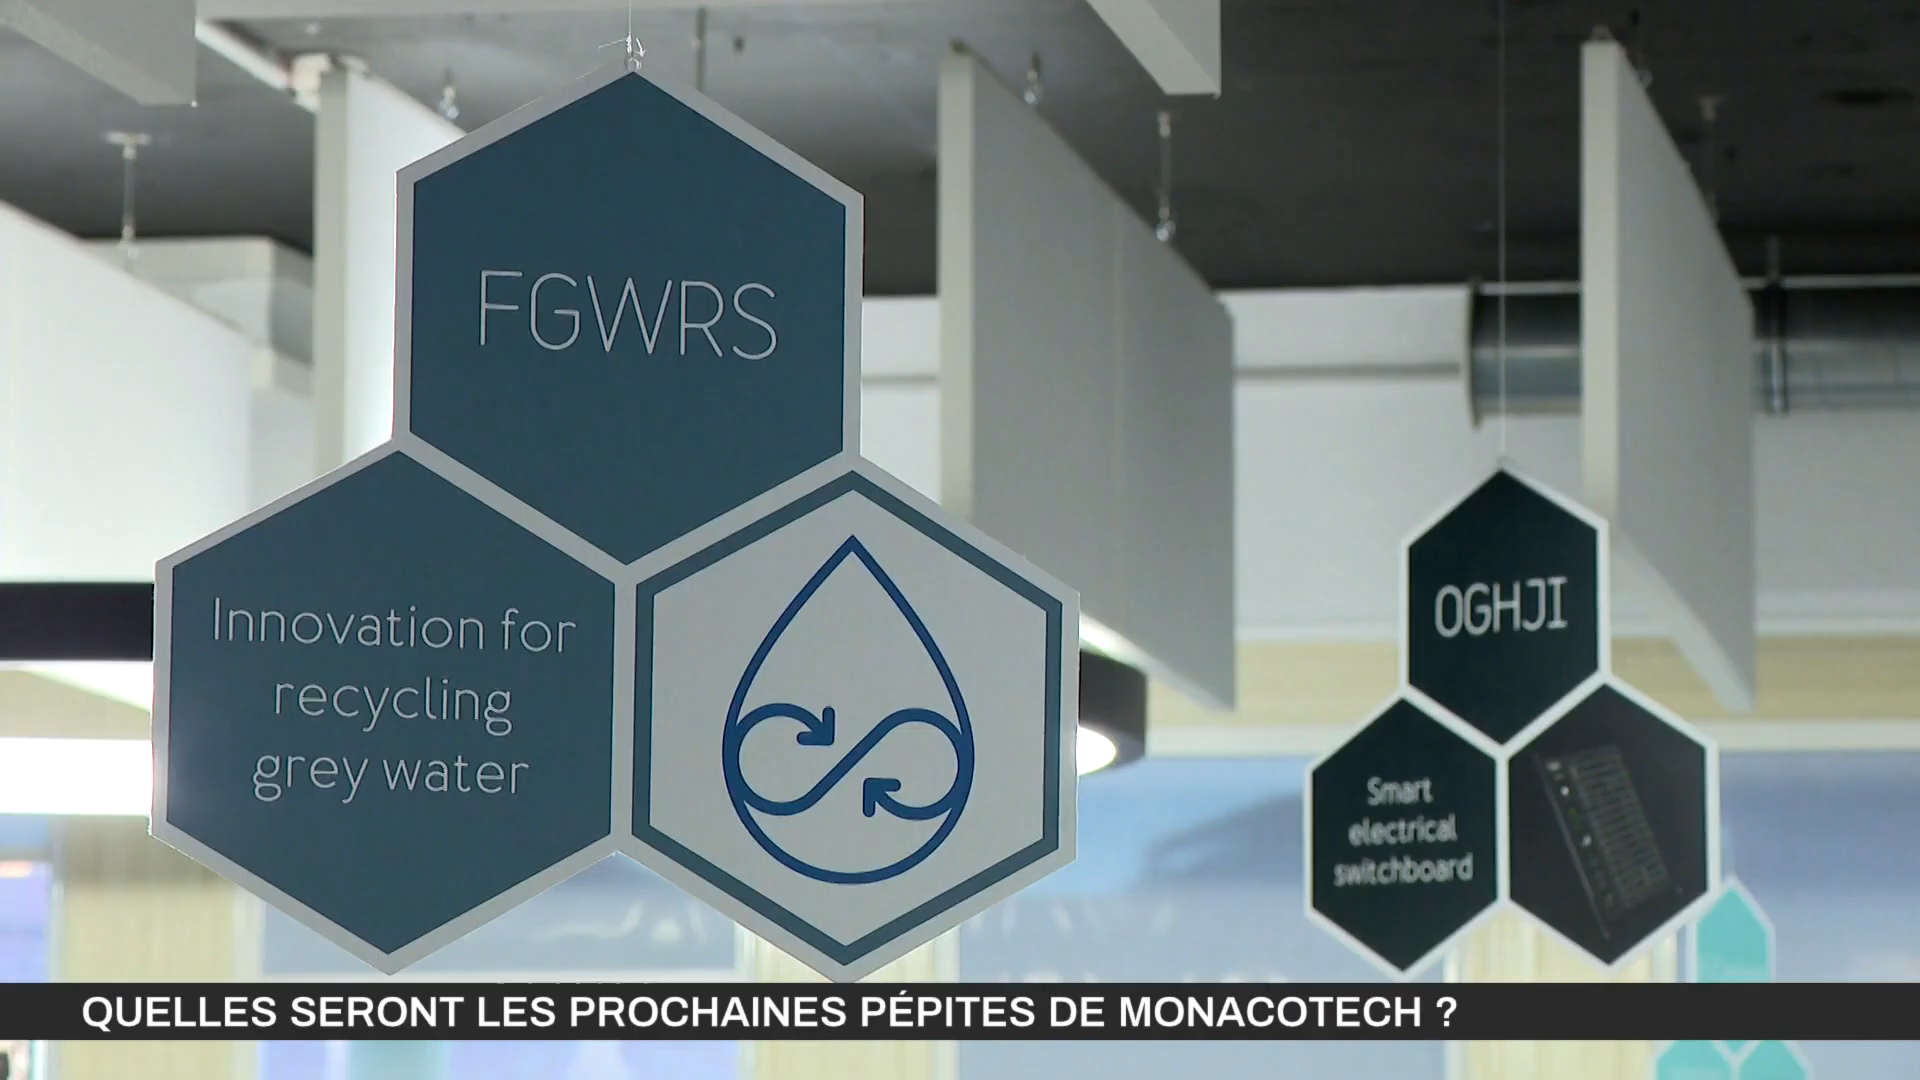 FGWRS
Innovation for
recycling
grey water
OGHJI
Smart
electrical
switchboard
QUELLES SERONT LES PROCHAINES PÉPITES DE MONACOTECH ?